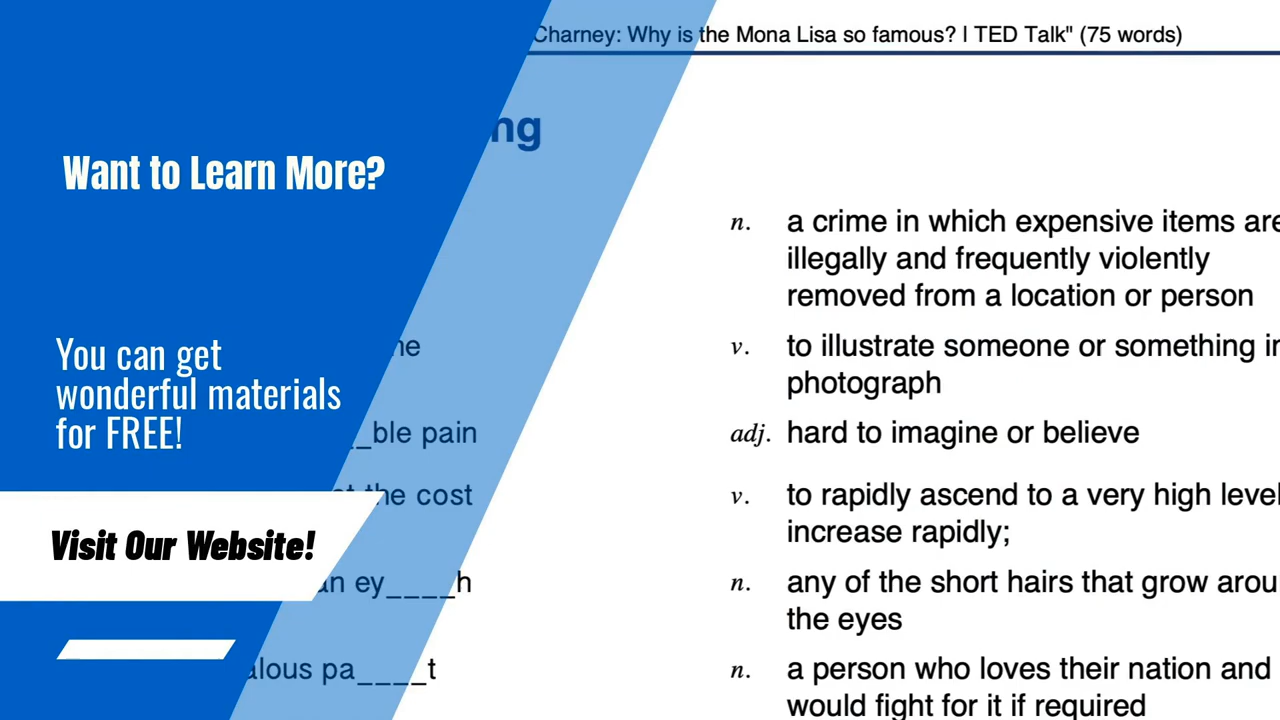 Charney: Why is the Mona Lisa so famous? | TED Talk" (75 words)
ng
Want to Learn More?
You can get
wonderful materials
for FREE!
Visit Our Website!
n. a crime in which expensive items are
illegally and frequently violently
removed from a location or person
he v. to illustrate someone or something in
photograph
_ble pain adj. hard to imagine or believe
the cost v. to rapidly ascend to a very high level
increase rapidly;
an ey____h n. any of the short hairs that grow arou
the eyes
alous pa____t n. a person who loves their nation and
would fight for it if required